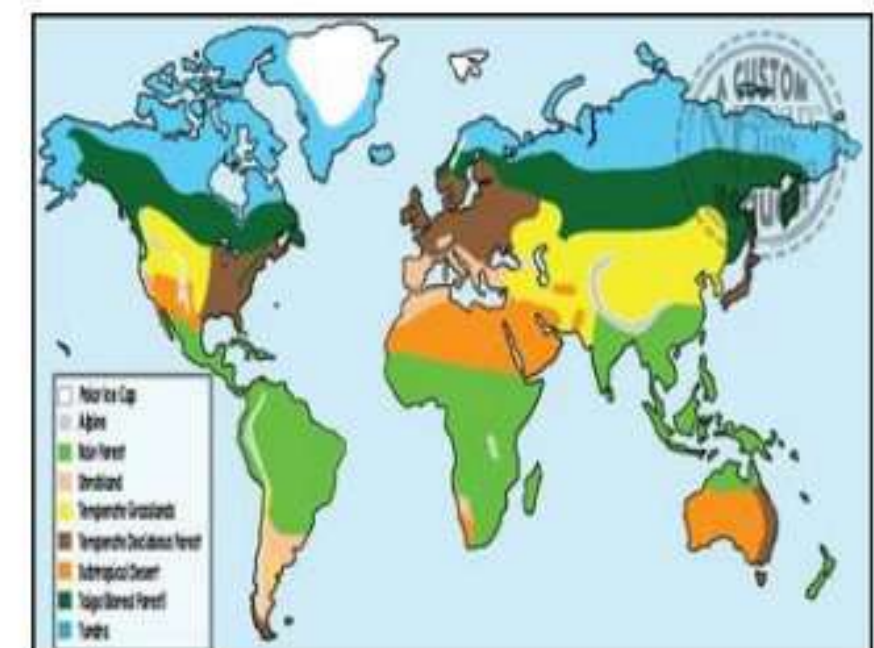 A CUSTOM
Polar Ice Cap
Alpine
Rain Forest
Shrubland
Temperate Grasslands
Temperate Deciduous Forest
Subtropical Desert
Taiga (Boreal Forest)
Tundra